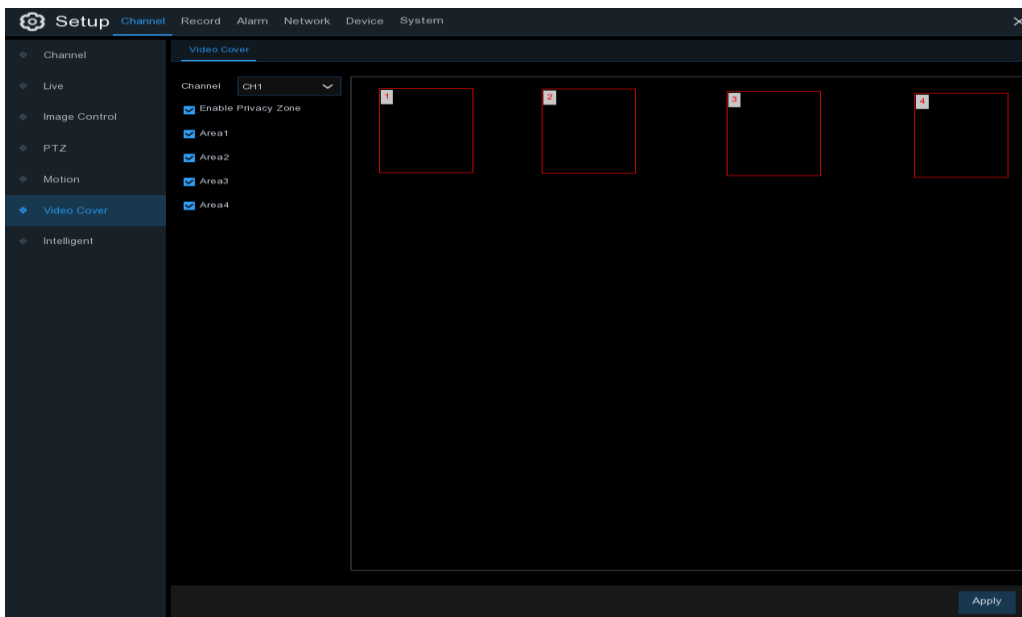 Setup Channel Record Alarm Network Device System
Channel
Live
Image Control
PTZ
Motion
Video Cover
Intelligent
Video Cover
Channel CH1
Enable Privacy Zone
Area1
Area2
Area3
Area4
1 2 3 4
Apply